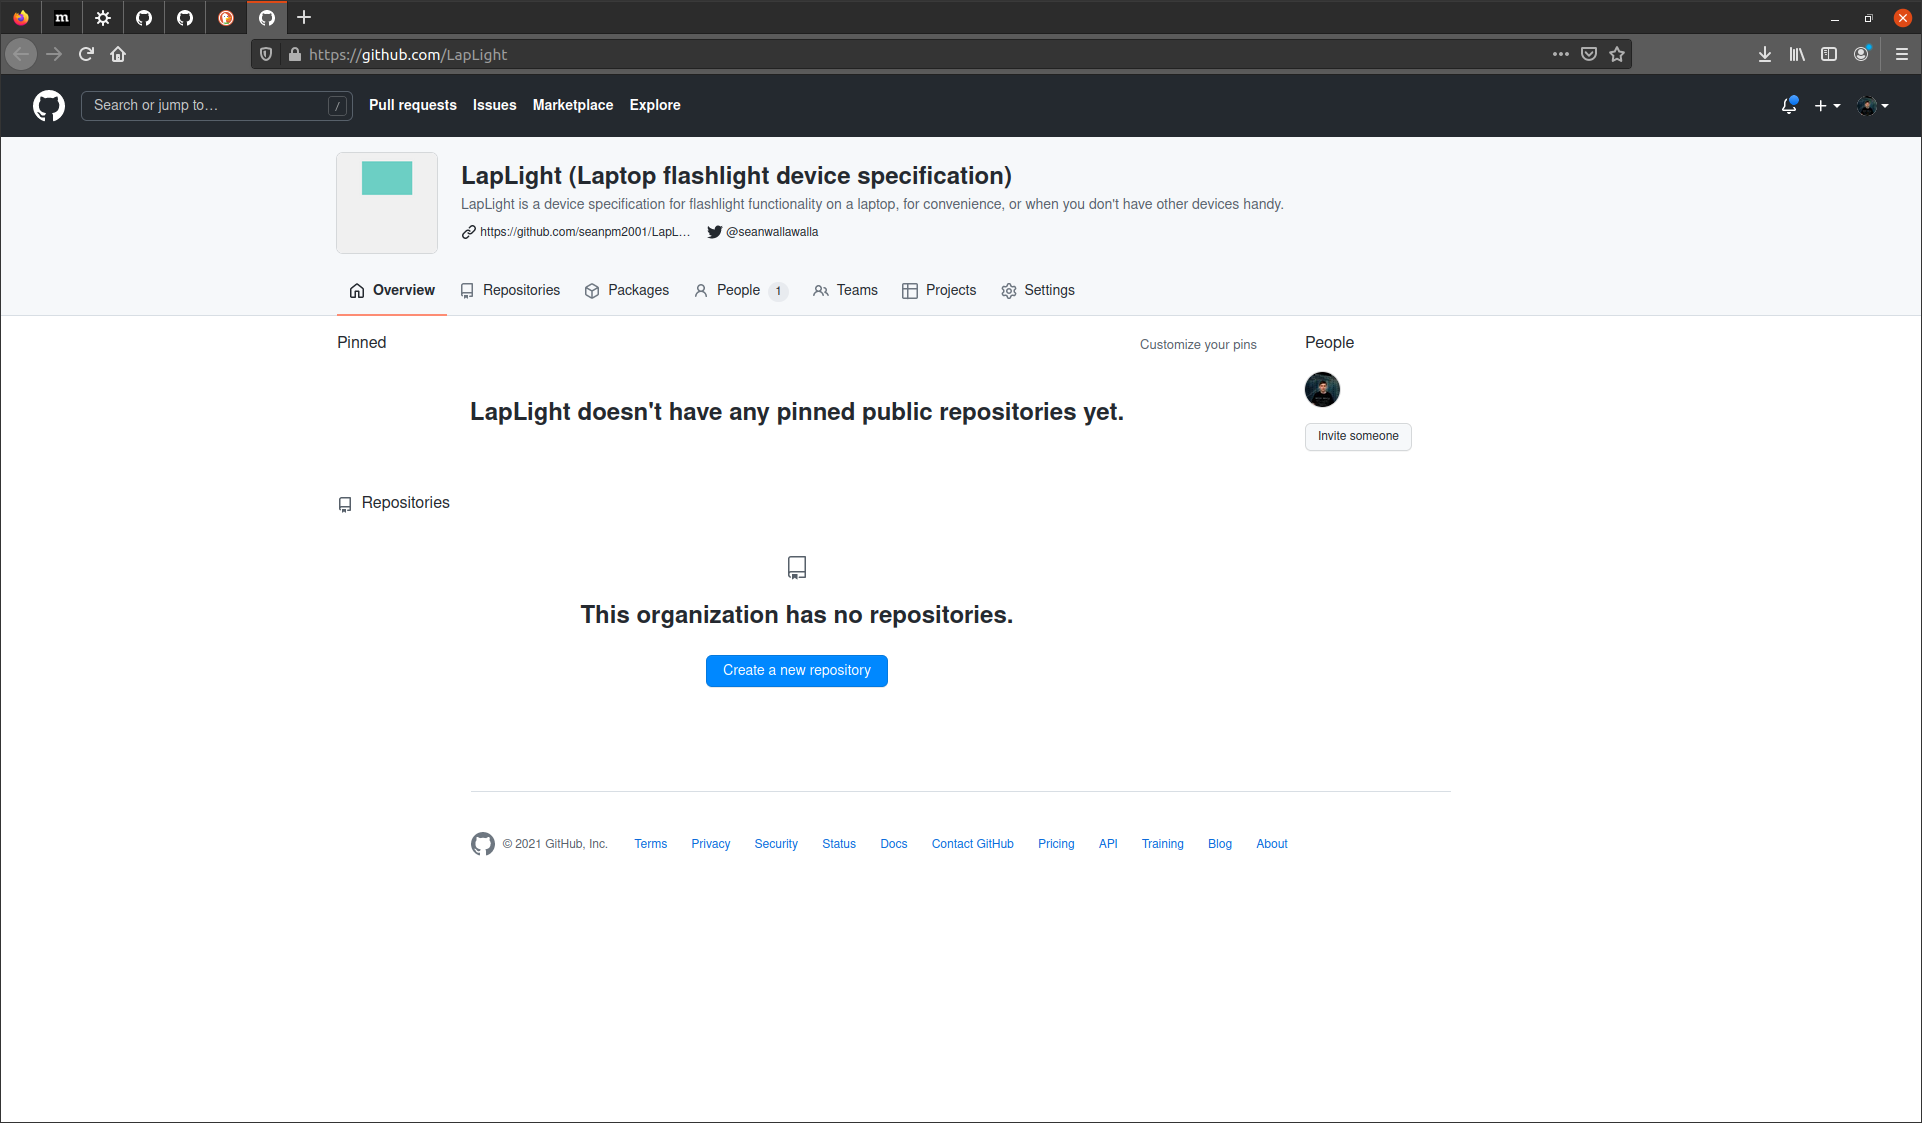 m
https://github.com/LapLight
Search or jump to… /
Pull requests Issues Marketplace Explore
LapLight (Laptop flashlight device specification)
LapLight is a device specification for flashlight functionality on a laptop, for convenience, or when you don't have other devices handy.
https://github.com/seanpm2001/LapL… @seanwallawalla
Overview Repositories Packages People 1 Teams Projects Settings
Pinned Customize your pins People
LapLight doesn't have any pinned public repositories yet.
Invite someone
Repositories
This organization has no repositories.
Create a new repository
© 2021 GitHub, Inc. Terms Privacy Security Status Docs Contact GitHub Pricing API Training Blog About